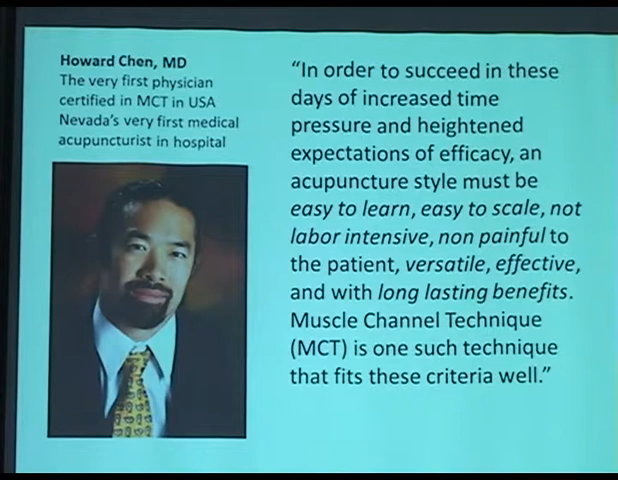 Howard Chen, MD
The very first physician
certified in MCT in USA
Nevada's very first medical
acupuncturist in hospital
“In order to succeed in these
days of increased time
pressure and heightened
expectations of efficacy, an
acupuncture style must be
easy to learn, easy to scale, not
labor intensive, non painful to
the patient, versatile, effective,
and with long lasting benefits.
Muscle Channel Technique
(MCT) is one such technique
that fits these criteria well.”